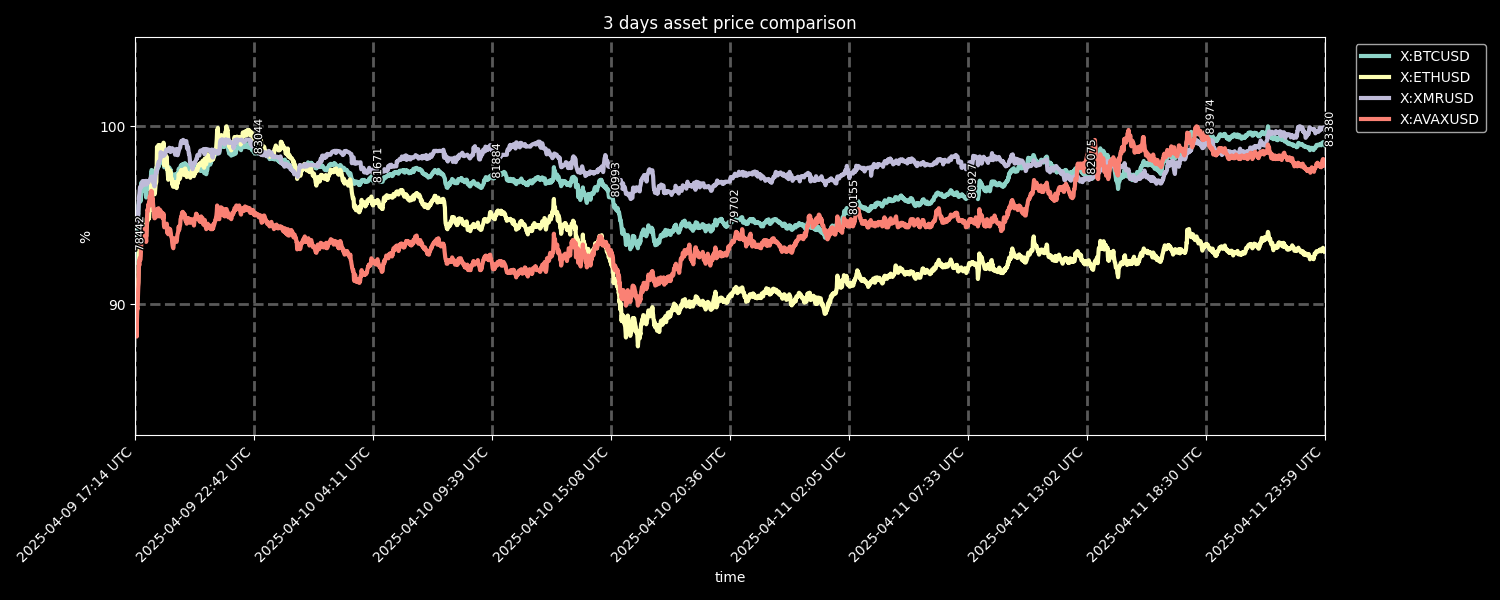 3 days asset price comparison
X:BTCUSD
X:ETHUSD
X:XMRUSD
X:AVAXUSD
%
100
90
78442
83044
81671
81884
80993
79702
80155
80927
82075
83974
83380
2025-04-09 17:14 UTC
2025-04-09 22:42 UTC
2025-04-10 04:11 UTC
2025-04-10 09:39 UTC
2025-04-10 15:08 UTC
2025-04-10 20:36 UTC
2025-04-11 02:05 UTC
2025-04-11 07:33 UTC
2025-04-11 13:02 UTC
2025-04-11 18:30 UTC
2025-04-11 23:59 UTC
time